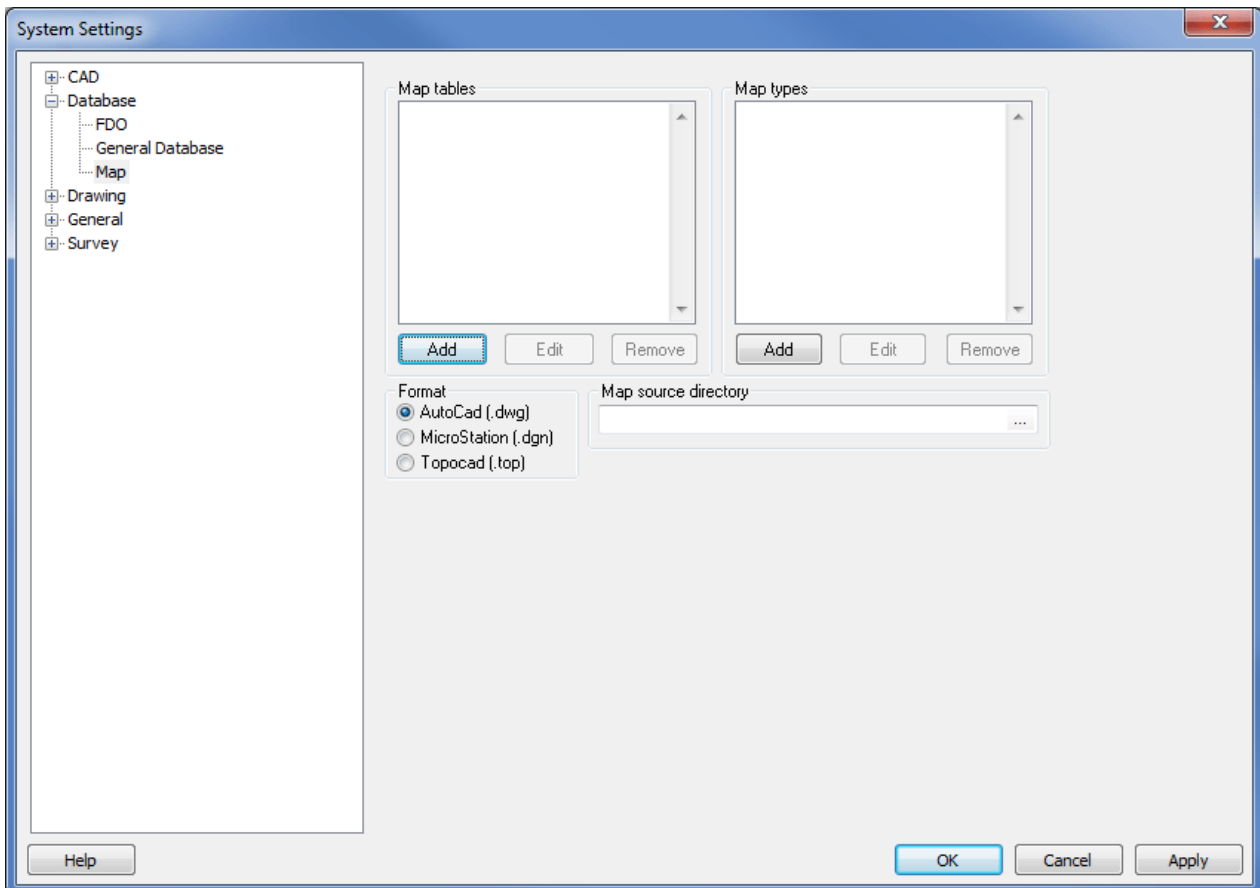 System Settings
CAD
Database
FDO
General Database
Map
Drawing
General
Survey
Map tables
Add Edit Remove
Map types
Add Edit Remove
Format
AutoCad (.dwg)
MicroStation (.dgn)
Topocad (.top)
Map source directory
...
Help OK Cancel Apply